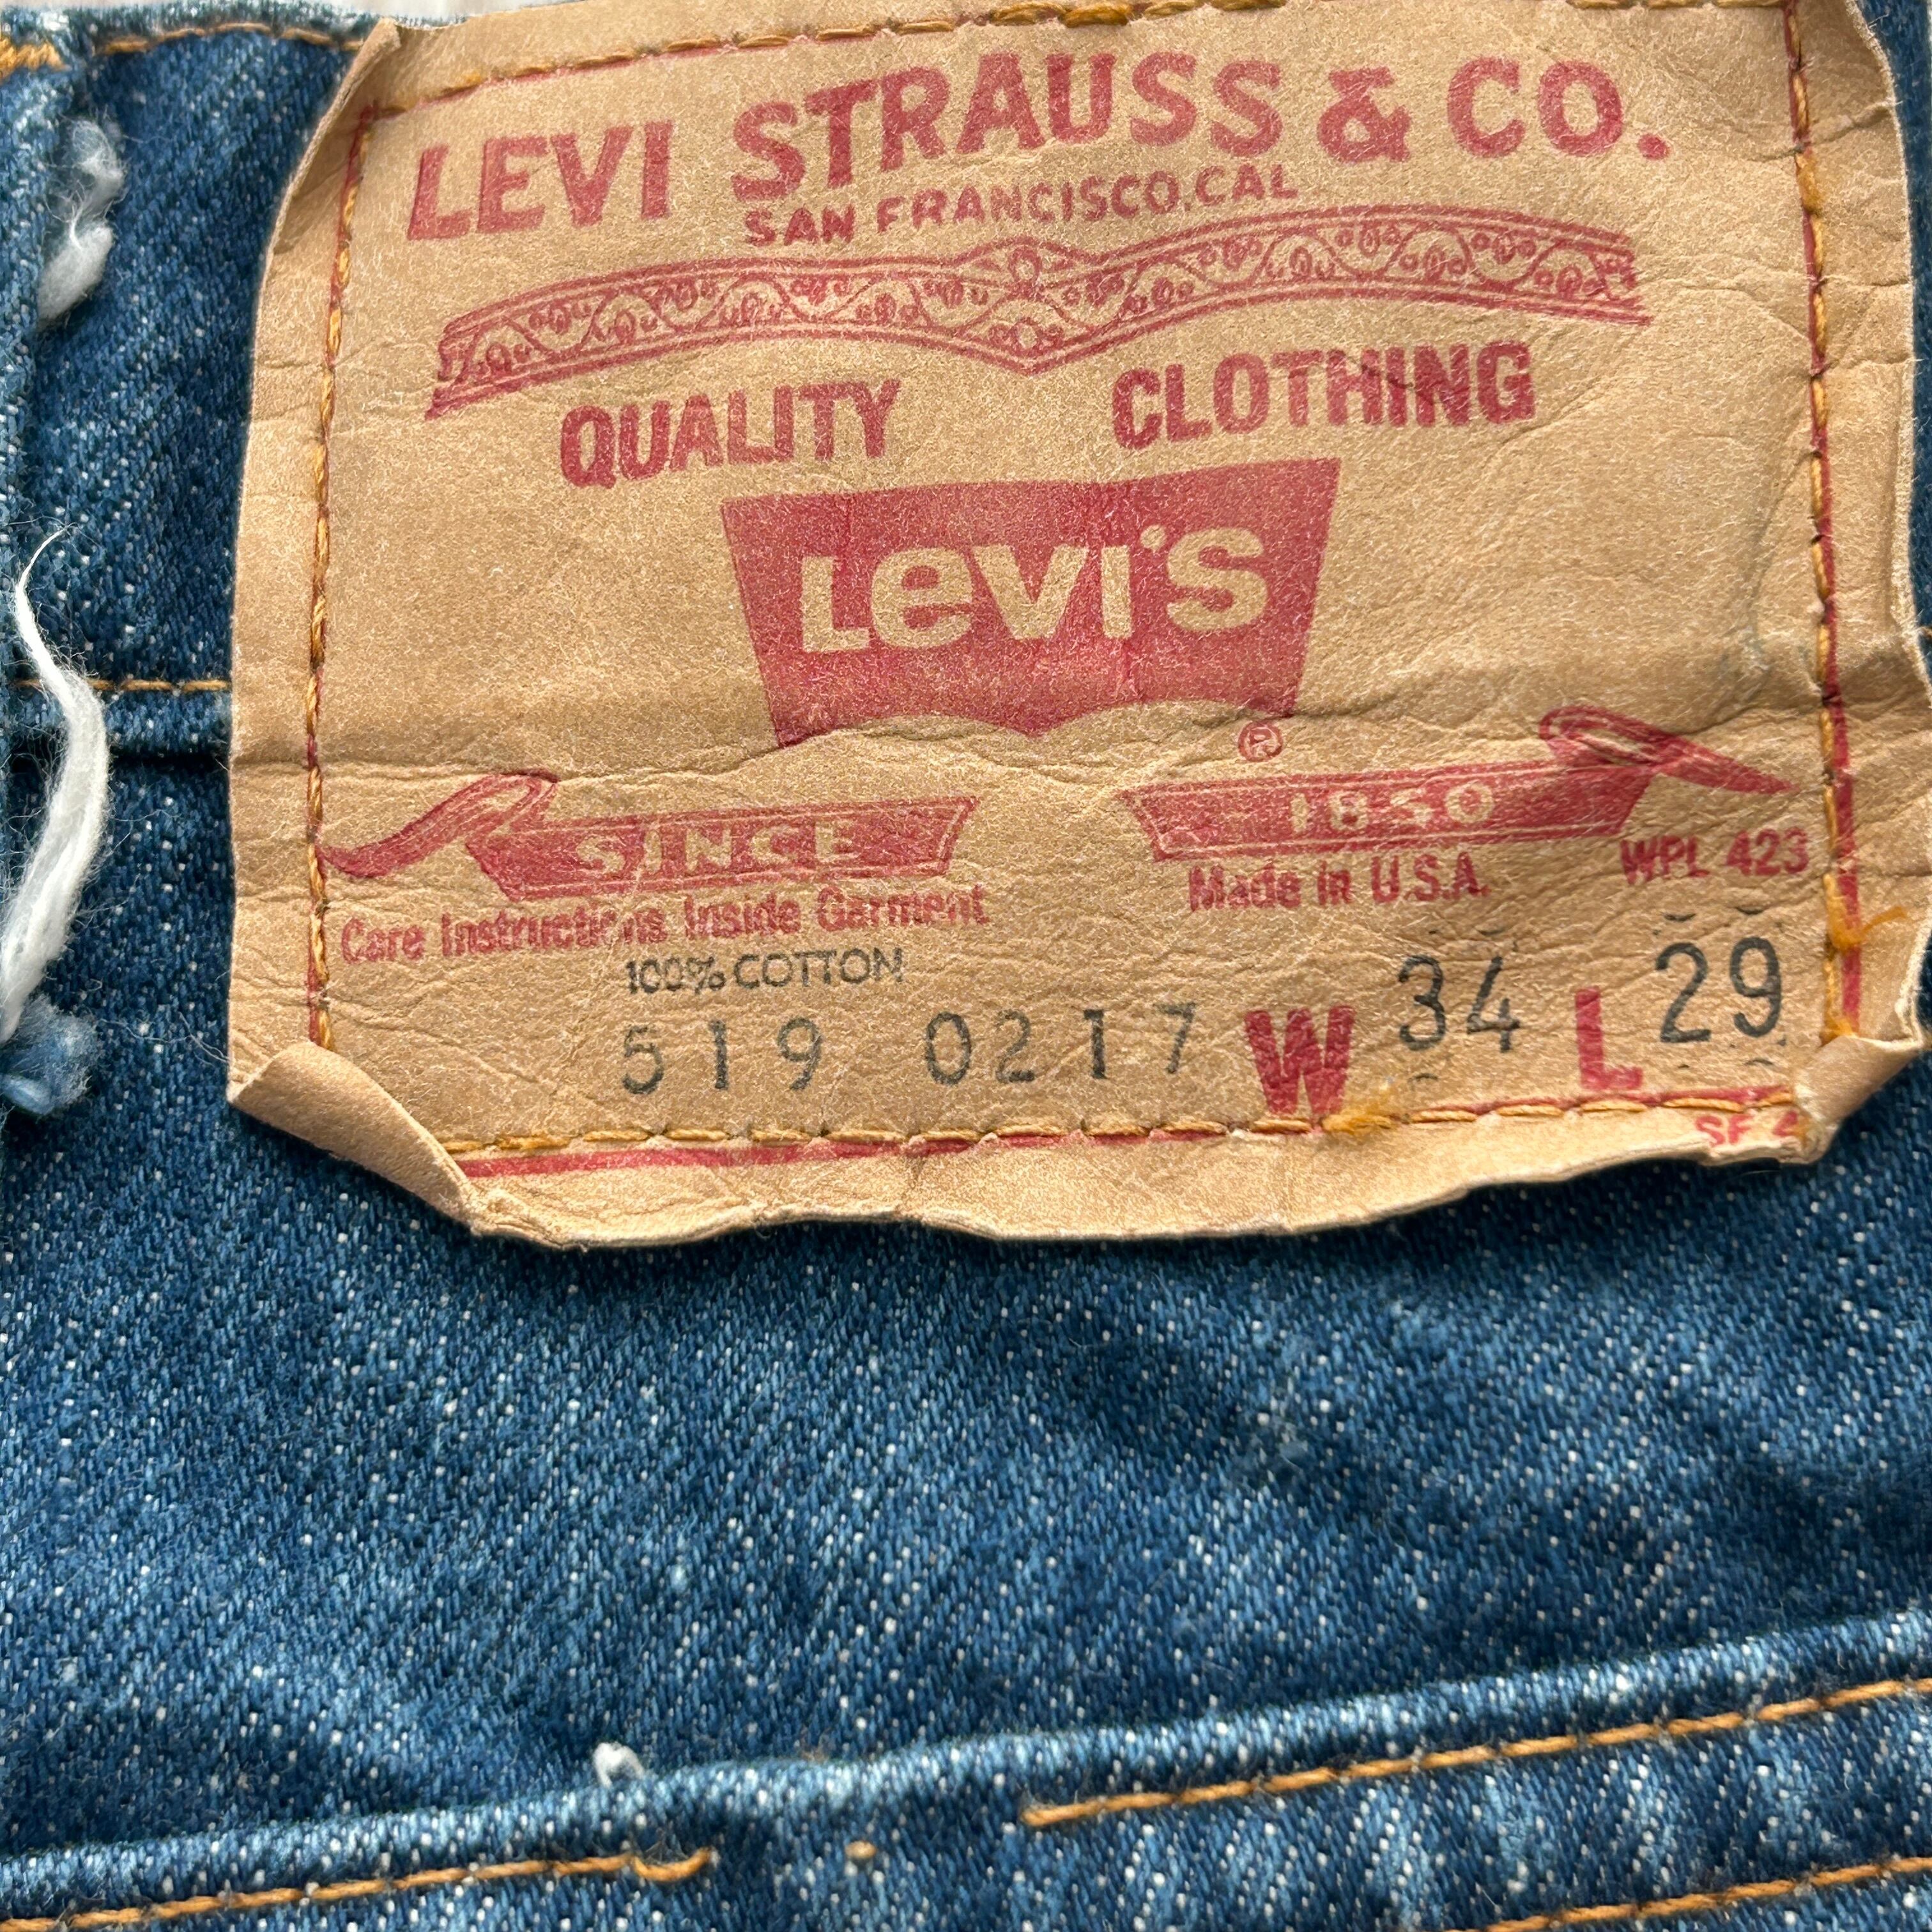 LEVI STRAUSS & CO.
SAN FRANCISCO, CAL
QUALITY CLOTHING
LEVI'S
®
SINCE 1850
Care Instructions Inside Garment
Made in U.S.A.
WPL 423
100% COTTON
519 0217 W 34 L 29
SF